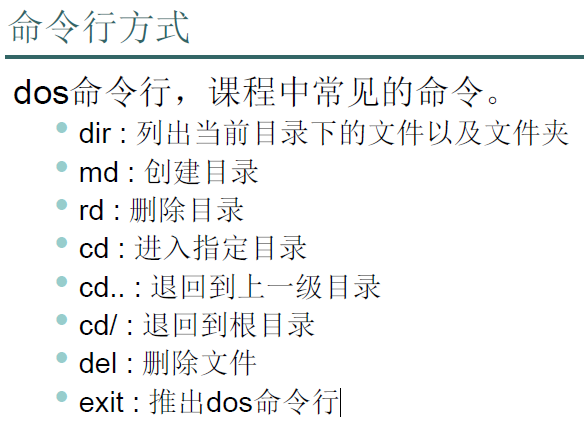 命令行方式
dos命令行，课程中常见的命令。
dir : 列出当前目录下的文件以及文件夹
md : 创建目录
rd : 删除目录
cd : 进入指定目录
cd.. : 退回到上一级目录
cd/ : 退回到根目录
del : 删除文件
exit : 推出dos命令行